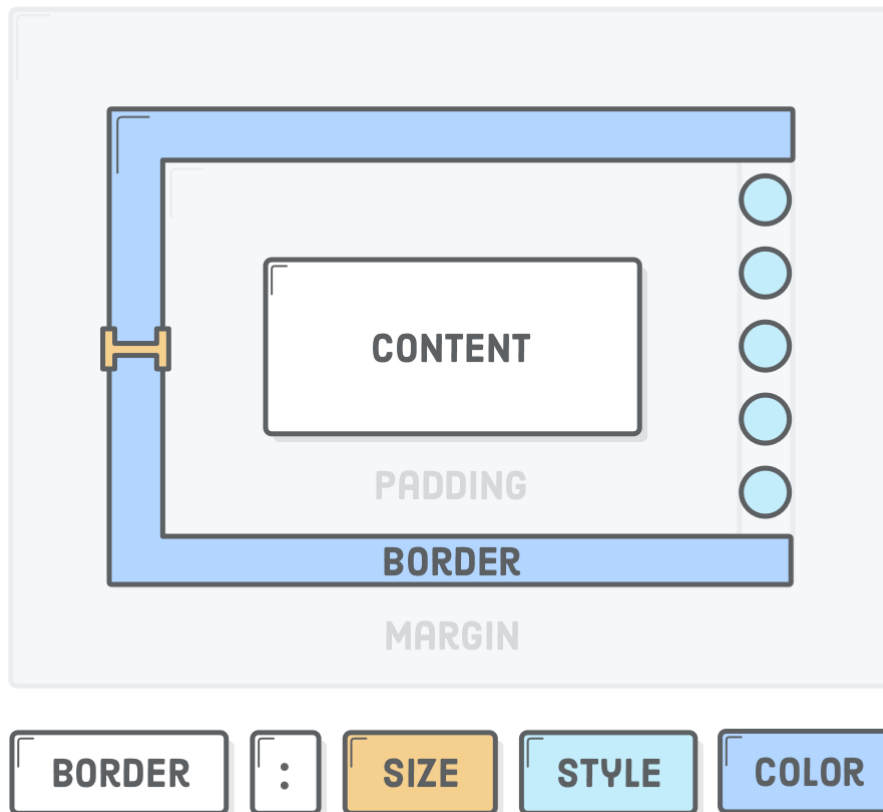 CONTENT
PADDING
BORDER
MARGIN
BORDER : SIZE STYLE COLOR